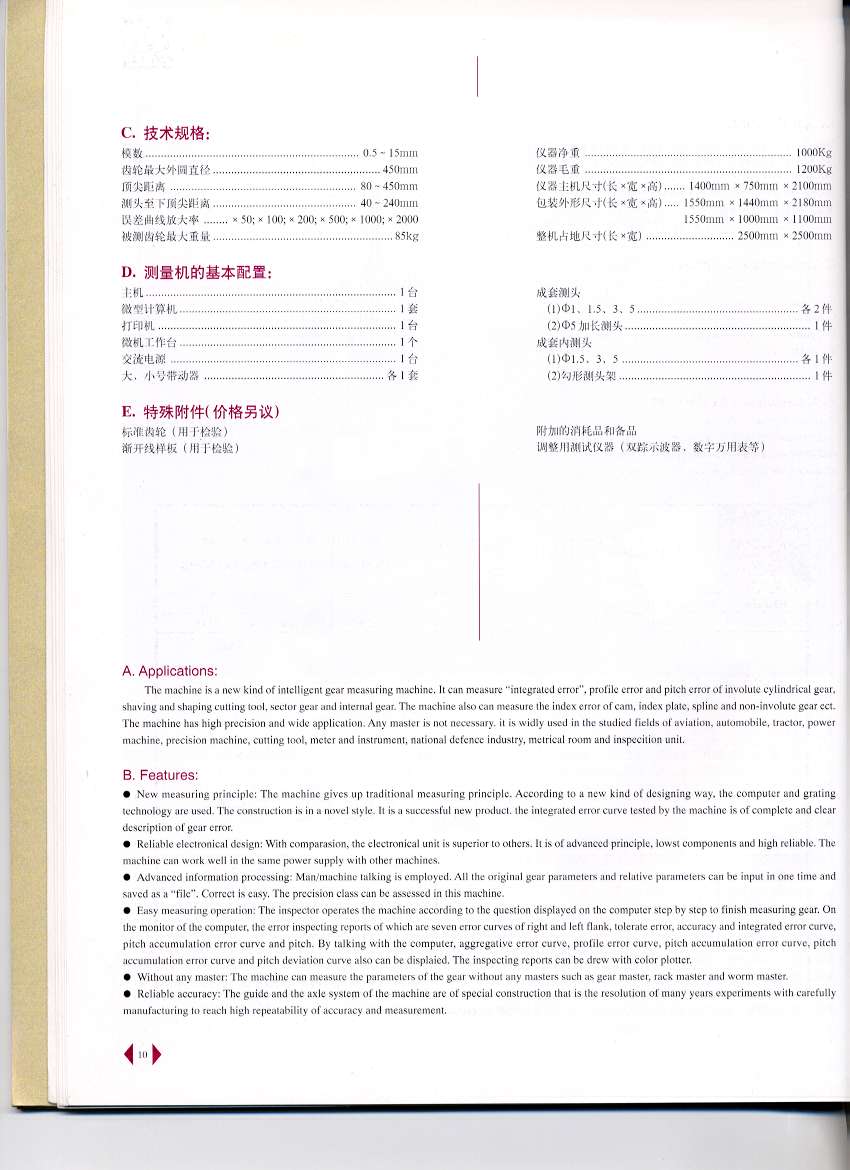 C. 技术规格:
模数 0.5 ~ 15mm
齿轮最大外圆直径 450mm
顶尖距离 80 ~ 450mm
测头至下顶尖距离 40 ~ 240mm
误差曲线放大率 ........ × 50; × 100; × 200; × 500; × 1000; × 2000
被测齿轮最大重量 85kg
仪器净重 1000Kg
仪器毛重 1200Kg
仪器主机尺寸(长 ×宽 ×高) ....... 1400mm × 750mm × 2100mm
包装外形尺寸(长 ×宽 ×高) ..... 1550mm × 1440mm × 2180mm
1550mm × 1000mm × 1100mm
整机占地尺寸(长 ×宽) 2500mm × 2500mm
D. 测量机的基本配置:
主机 1 台
微型计算机 1 套
打印机 1 台
微机工作台 1 个
交流电源 1 台
大、小号带动器 各 1 套
成套测头
(1)Φ1、1.5、3、5 各 2 件
(2)Φ5 加长测头 1 件
成套内测头
(1)Φ1.5、3、5 各 1 件
(2)勾形测头架 1 件
E. 特殊附件( 价格另议)
标准齿轮（用于检验）
渐开线样板（用于检验）
附加的消耗品和备品
调整用测试仪器（双踪示波器、数字万用表等）
A. Applications:
The machine is a new kind of intelligent gear measuring machine. It can measure “integrated error”, profile error and pitch error of involute cylindrical gear,
shaving and shaping cutting tool, sector gear and internal gear. The machine also can measure the index error of cam, index plate, spline and non-involute gear ect.
The machine has high precision and wide application. Any master is not necessary. it is widly used in the studied fields of aviation, automobile, tractor, power
machine, precision machine, cutting tool, meter and instrument, national defence industry, metrical room and inspecition unit.
B. Features:
● New measuring principle: The machine gives up traditional measuring principle. According to a new kind of designing way, the computer and grating
technology are used. The construction is in a novel style. It is a successful new product. the integrated error curve tested by the machine is of complete and clear
description of gear error.
● Reliable electronical design: With comparasion, the electronical unit is superior to others. It is of advanced principle, lowst components and high reliable. The
machine can work well in the same power supply with other machines.
● Advanced information processing: Man/machine talking is employed. All the original gear parameters and relative parameters can be input in one time and
saved as a “file”. Correct is easy. The precision class can be assessed in this machine.
● Easy measuring operation: The inspector operates the machine according to the question displayed on the computer step by step to finish measuring gear. On
the monitor of the computer, the error inspecting reports of which are seven error curves of right and left flank, tolerate error, accuracy and integrated error curve,
pitch accumulation error curve and pitch. By talking with the computer, aggregative error curve, profile error curve, pitch accumulation error curve, pitch
accumulation error curve and pitch deviation curve also can be displaied. The inspecting reports can be drew with color plotter.
● Without any master: The machine can measure the parameters of the gear without any masters such as gear master, rack master and worm master.
● Reliable accuracy: The guide and the axle system of the machine are of special construction that is the resolution of many years experiments with carefully
manufacturing to reach high repeatability of accuracy and measurement.
10